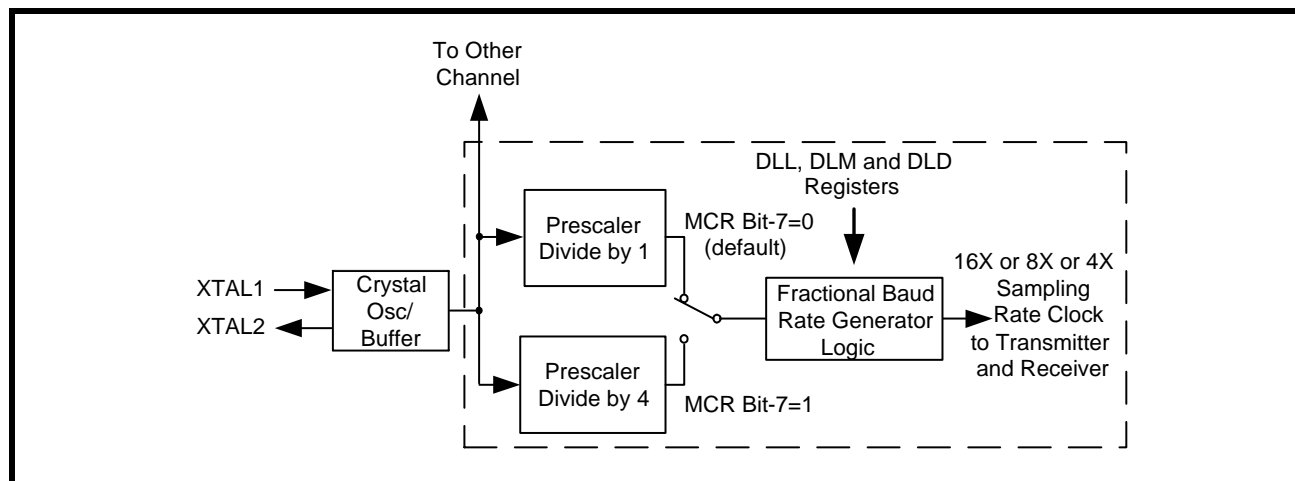 To Other
Channel
DLL, DLM and DLD
Registers
Prescaler
Divide by 1
MCR Bit-7=0
(default)
16X or 8X or 4X
Sampling
Rate Clock
to Transmitter
and Receiver
XTAL1
XTAL2
Crystal
Osc/
Buffer
Fractional Baud
Rate Generator
Logic
Prescaler
Divide by 4
MCR Bit-7=1